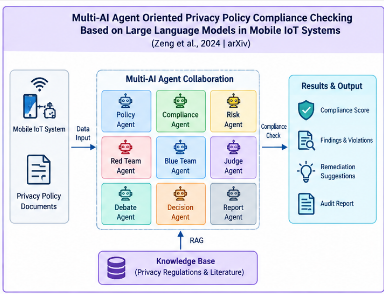 Multi-AI Agent Oriented Privacy Policy Compliance Checking
Based on Large Language Models in Mobile IoT Systems
(Zeng et al., 2024 | arXiv)
Mobile IoT System
Privacy Policy
Documents
Data
Input
Multi-AI Agent Collaboration
Policy
Agent
Compliance
Agent
Risk
Agent
Red Team
Agent
Blue Team
Agent
Judge
Agent
Debate
Agent
Decision
Agent
Report
Agent
Compliance
Check
Results & Output
Compliance Score
Findings & Violations
Remediation
Suggestions
Audit Report
RAG
Knowledge Base
(Privacy Regulations & Literature)